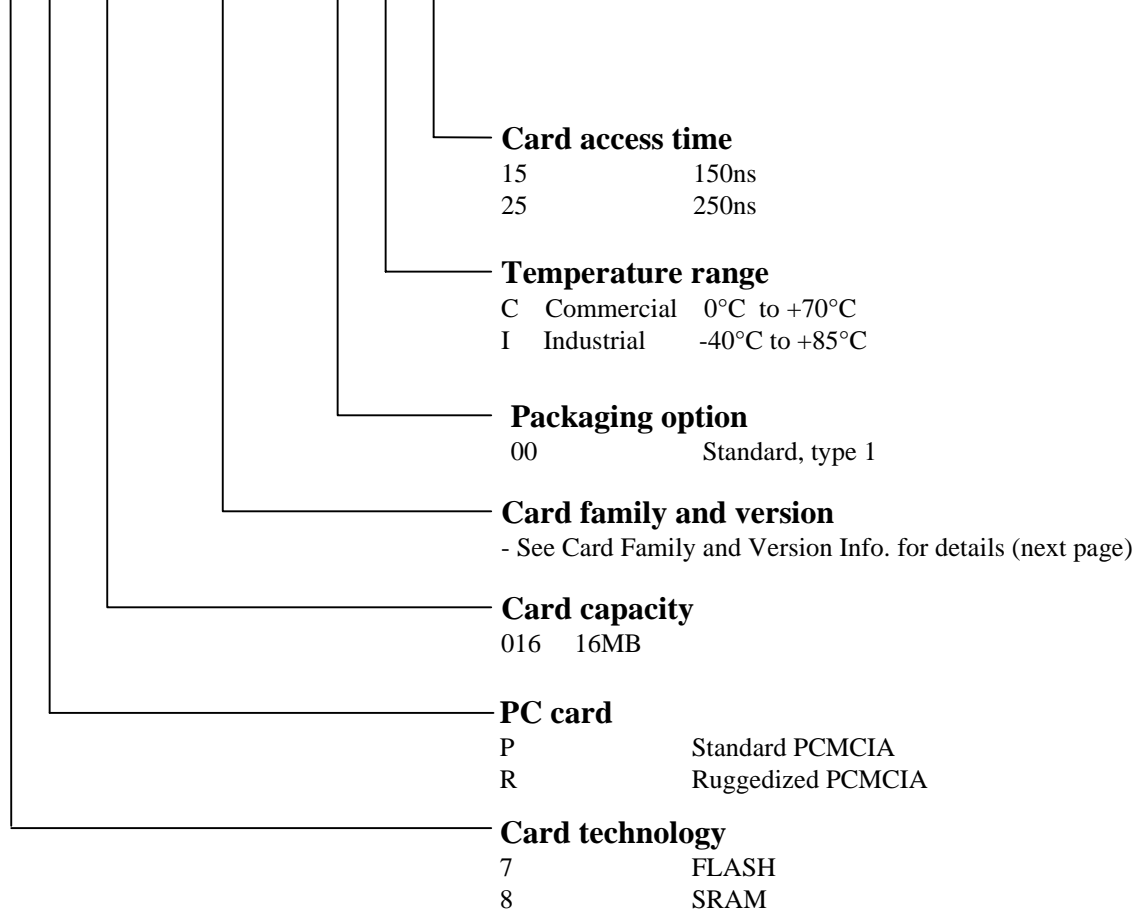 Card access time
15 150ns
25 250ns
Temperature range
C Commercial 0°C to +70°C
I Industrial -40°C to +85°C
Packaging option
00 Standard, type 1
Card family and version
- See Card Family and Version Info. for details (next page)
Card capacity
016 16MB
PC card
P Standard PCMCIA
R Ruggedized PCMCIA
Card technology
7 FLASH
8 SRAM